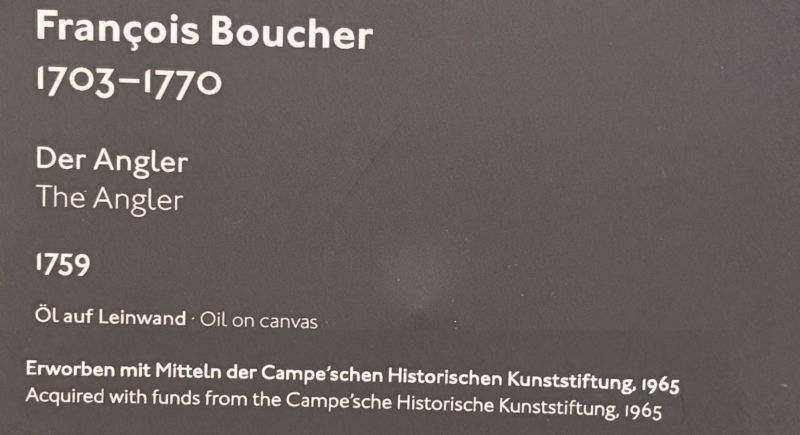 François Boucher
1703–1770
Der Angler
The Angler
1759
Öl auf Leinwand · Oil on canvas
Erworben mit Mitteln der Campe'schen Historischen Kunststiftung, 1965
Acquired with funds from the Campe'sche Historische Kunststiftung, 1965